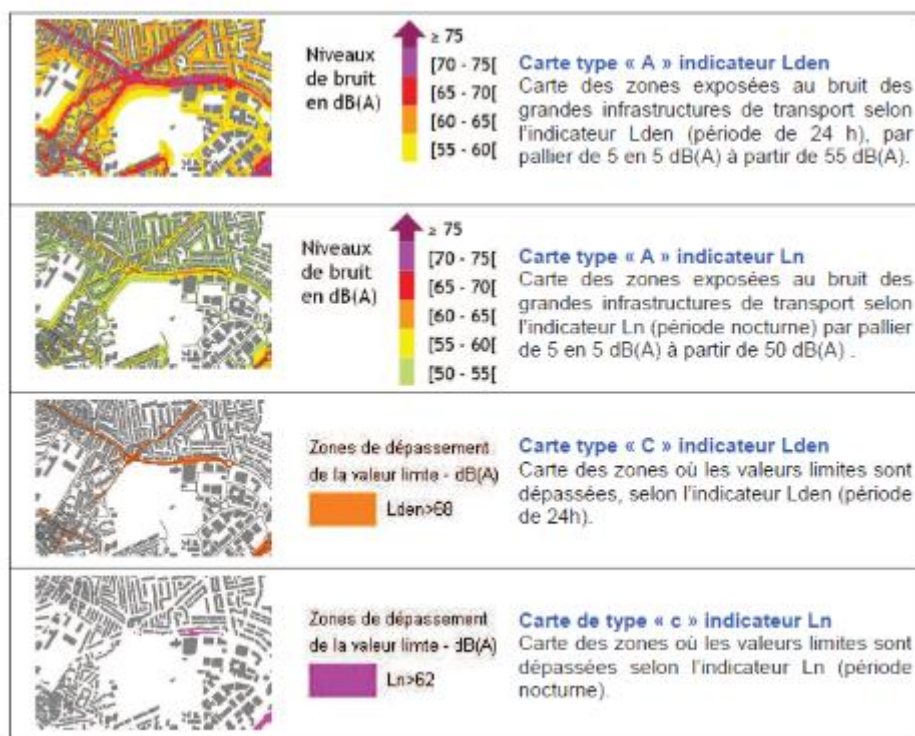 Niveaux
de bruit
en dB(A)
≥ 75
[70 - 75[
[65 - 70[
[60 - 65[
[55 - 60[
Carte type « A » indicateur Lden
Carte des zones exposées au bruit des
grandes infrastructures de transport selon
l'indicateur Lden (période de 24 h), par
pallier de 5 en 5 dB(A) à partir de 55 dB(A).
Niveaux
de bruit
en dB(A)
≥ 75
[70 - 75[
[65 - 70[
[60 - 65[
[55 - 60[
[50 - 55[
Carte type « A » indicateur Ln
Carte des zones exposées au bruit des
grandes infrastructures de transport selon
l'indicateur Ln (période nocturne) par pallier
de 5 en 5 dB(A) à partir de 50 dB(A) .
Zones de dépassement
de la valeur limte - dB(A)
Lden>68
Carte type « C » indicateur Lden
Carte des zones où les valeurs limites sont
dépassées, selon l'indicateur Lden (période
de 24h).
Zones de dépassement
de la valeur limte - dB(A)
Ln>62
Carte de type « c » indicateur Ln
Carte des zones où les valeurs limites sont
dépassées selon l'indicateur Ln (période
nocturne).